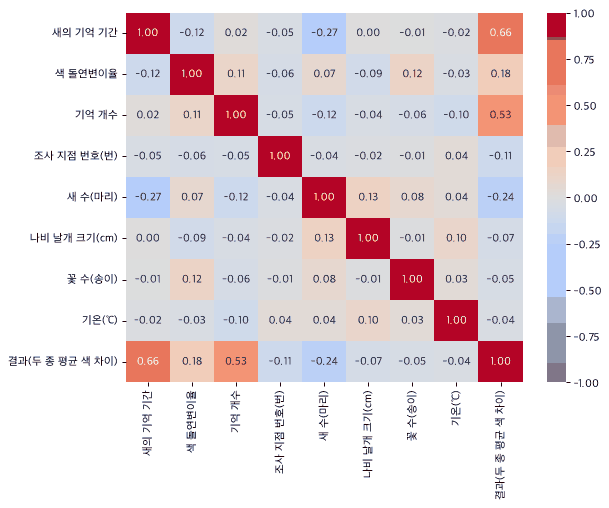 새의 기억 기간 1.00 -0.12 0.02 -0.05 -0.27 0.00 -0.01 -0.02 0.66
색 돌연변이율 -0.12 1.00 0.11 -0.06 0.07 -0.09 0.12 -0.03 0.18
기억 개수 0.02 0.11 1.00 -0.05 -0.12 -0.04 -0.06 -0.10 0.53
조사 지점 번호(번) -0.05 -0.06 -0.05 1.00 -0.04 -0.02 -0.01 0.04 -0.11
새 수(마리) -0.27 0.07 -0.12 -0.04 1.00 0.13 0.08 0.04 -0.24
나비 날개 크기(cm) 0.00 -0.09 -0.04 -0.02 0.13 1.00 -0.01 0.10 -0.07
꽃 수(송이) -0.01 0.12 -0.06 -0.01 0.08 -0.01 1.00 0.03 -0.05
기온(℃) -0.02 -0.03 -0.10 0.04 0.04 0.10 0.03 1.00 -0.04
결과(두 종 평균 색 차이) 0.66 0.18 0.53 -0.11 -0.24 -0.07 -0.05 -0.04 1.00
새의 기억 기간
색 돌연변이율
기억 개수
조사 지점 번호(번)
새 수(마리)
나비 날개 크기(cm)
꽃 수(송이)
기온(℃)
결과(두 종 평균 색 차이)
1.00
0.75
0.50
0.25
0.00
-0.25
-0.50
-0.75
-1.00